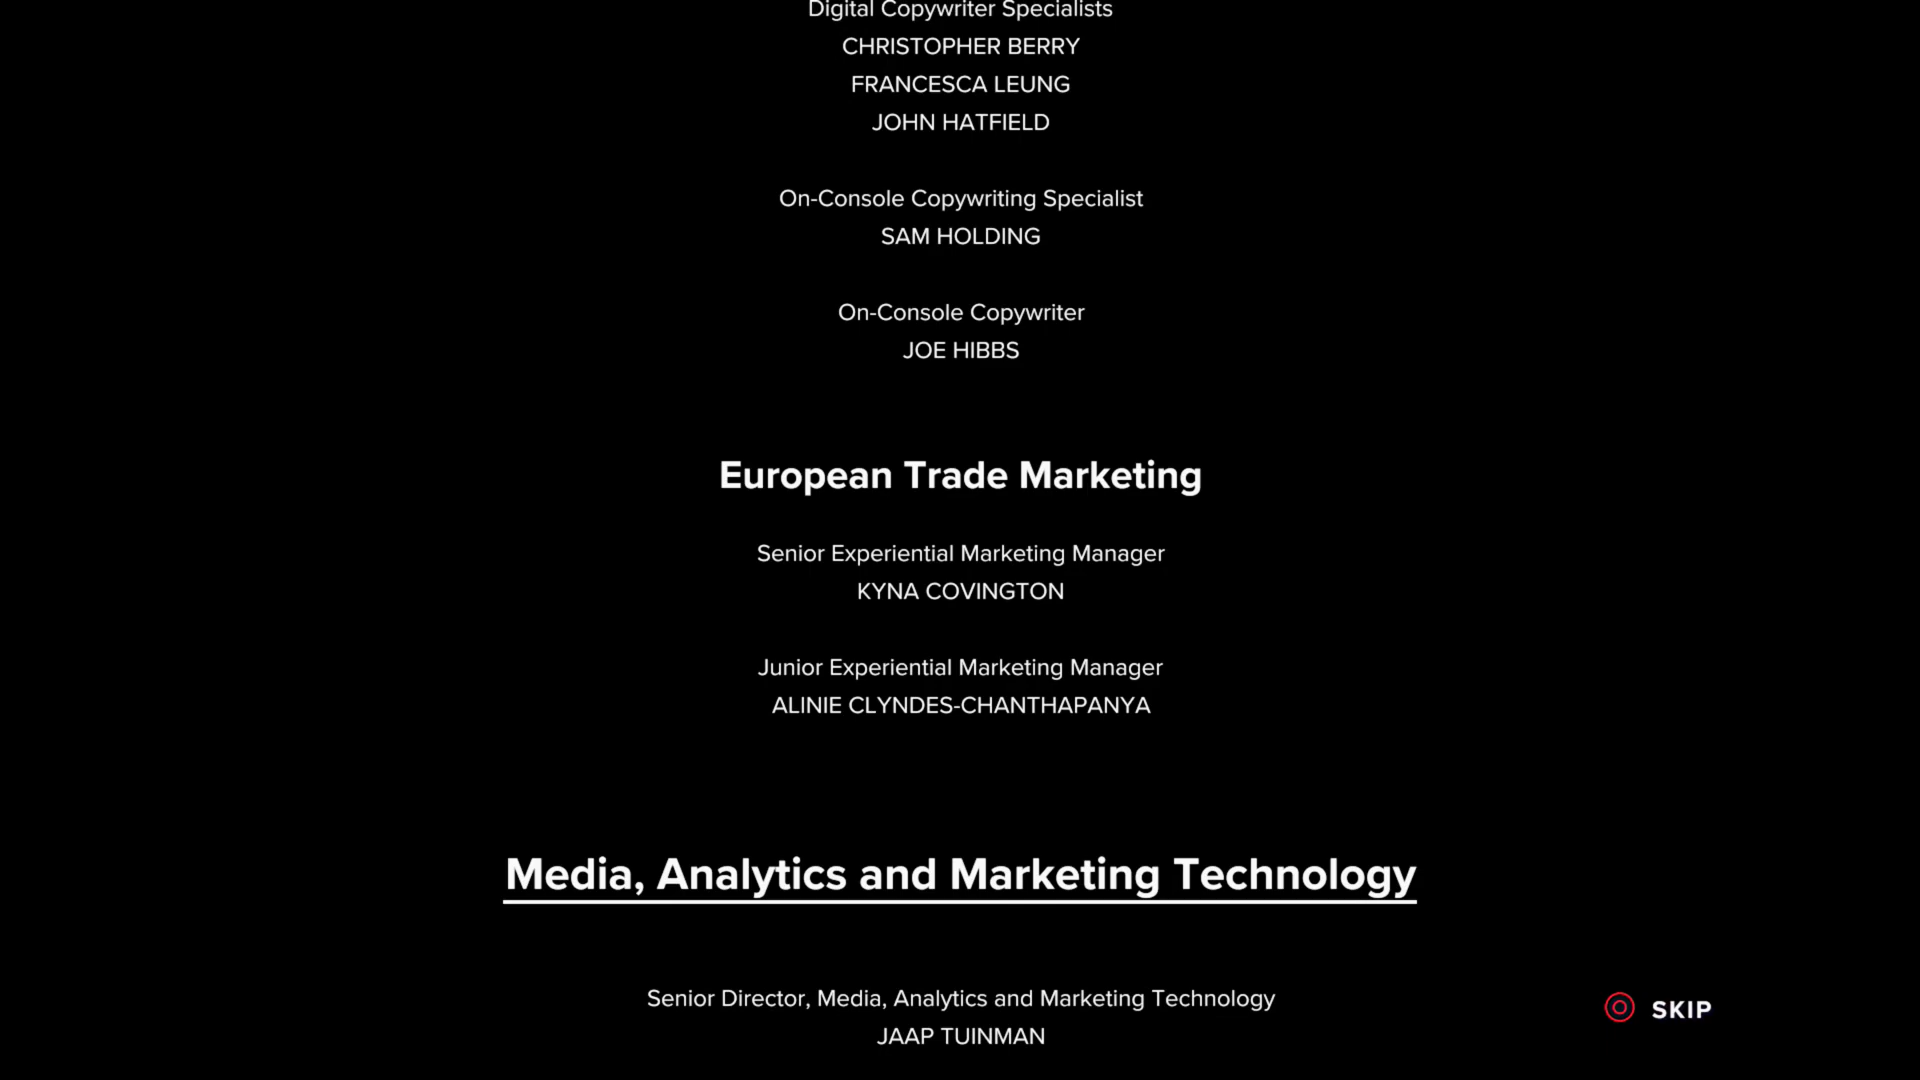 Digital Copywriter Specialists
CHRISTOPHER BERRY
FRANCESCA LEUNG
JOHN HATFIELD
On-Console Copywriting Specialist
SAM HOLDING
On-Console Copywriter
JOE HIBBS
European Trade Marketing
Senior Experiential Marketing Manager
KYNA COVINGTON
Junior Experiential Marketing Manager
ALINIE CLYNDES-CHANTHAPANYA
Media, Analytics and Marketing Technology
Senior Director, Media, Analytics and Marketing Technology
JAAP TUINMAN
SKIP